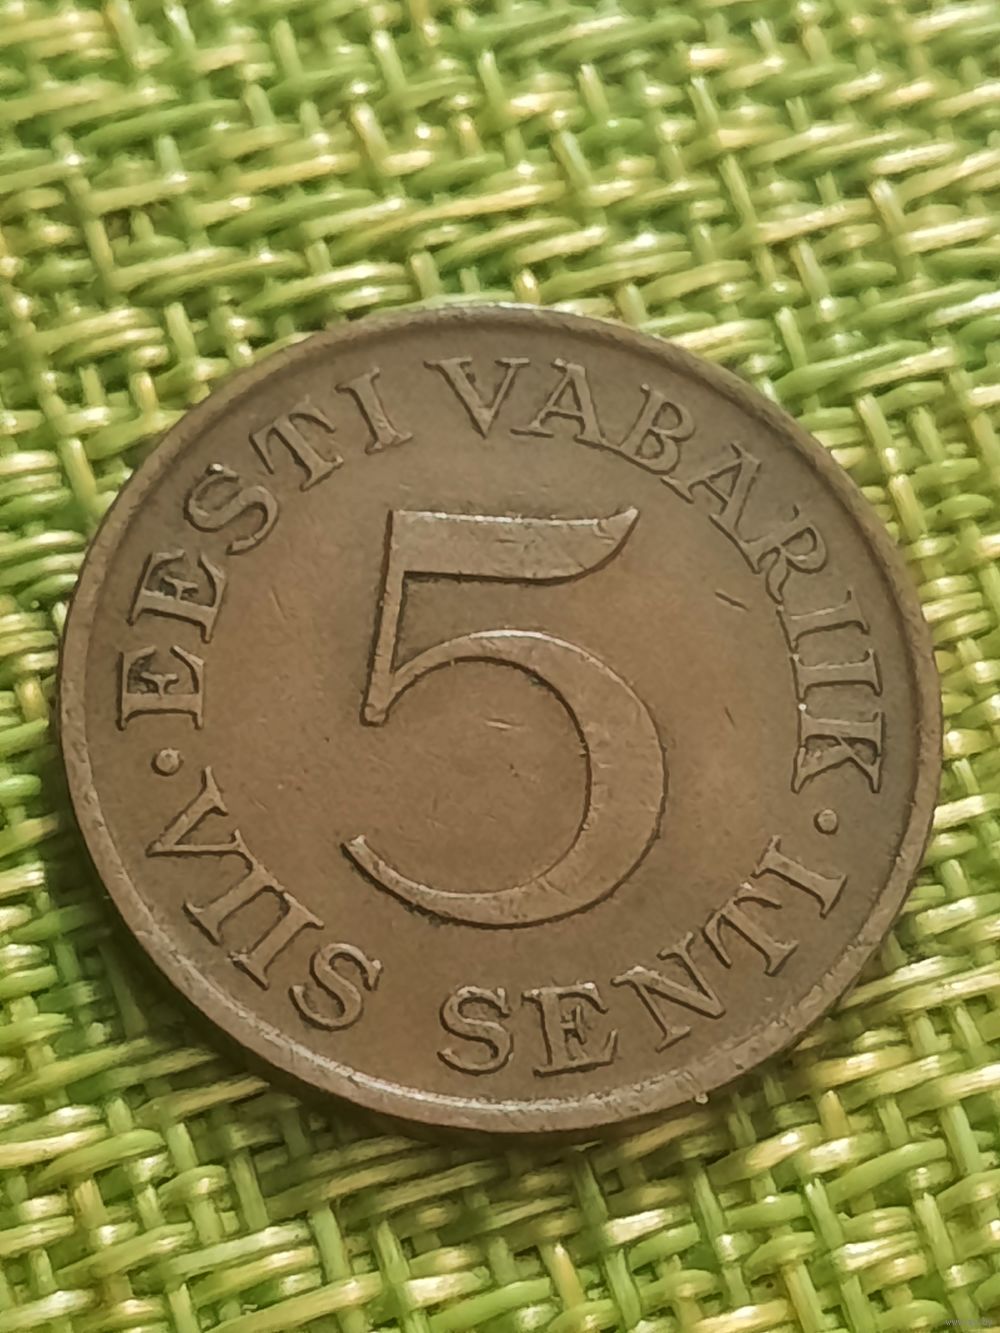 EESTI VABARIIK
5
· VIIS SENTI ·